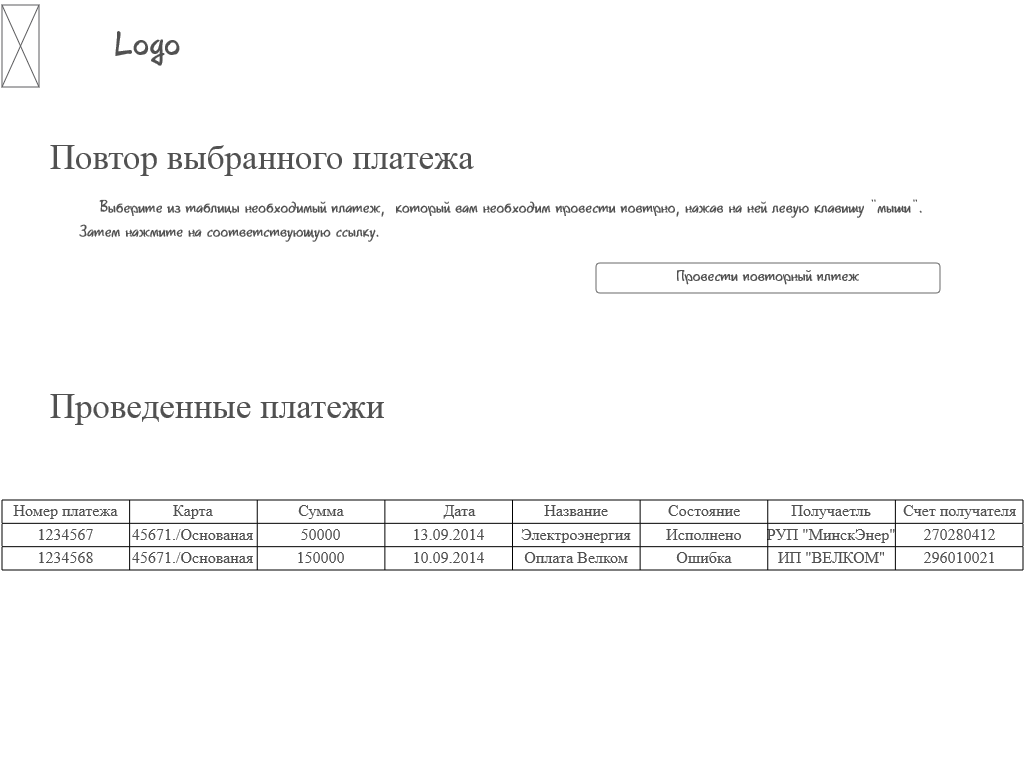 Logo
Повтор выбранного платежа
Выберите из таблицы необходимый платеж, который вам необходим провести повтрно, нажав на ней левую клавишу "мыши".
Затем нажмите на соответствующую ссылку.
Провести повторный плтеж
Проведенные платежи
Номер платежа Карта Сумма Дата Название Состояние Получаетль Счет получателя
1234567 45671./Основаная 50000 13.09.2014 Электроэнергия Исполнено РУП "МинскЭнер" 270280412
1234568 45671./Основаная 150000 10.09.2014 Оплата Велком Ошибка ИП "ВЕЛКОМ" 296010021